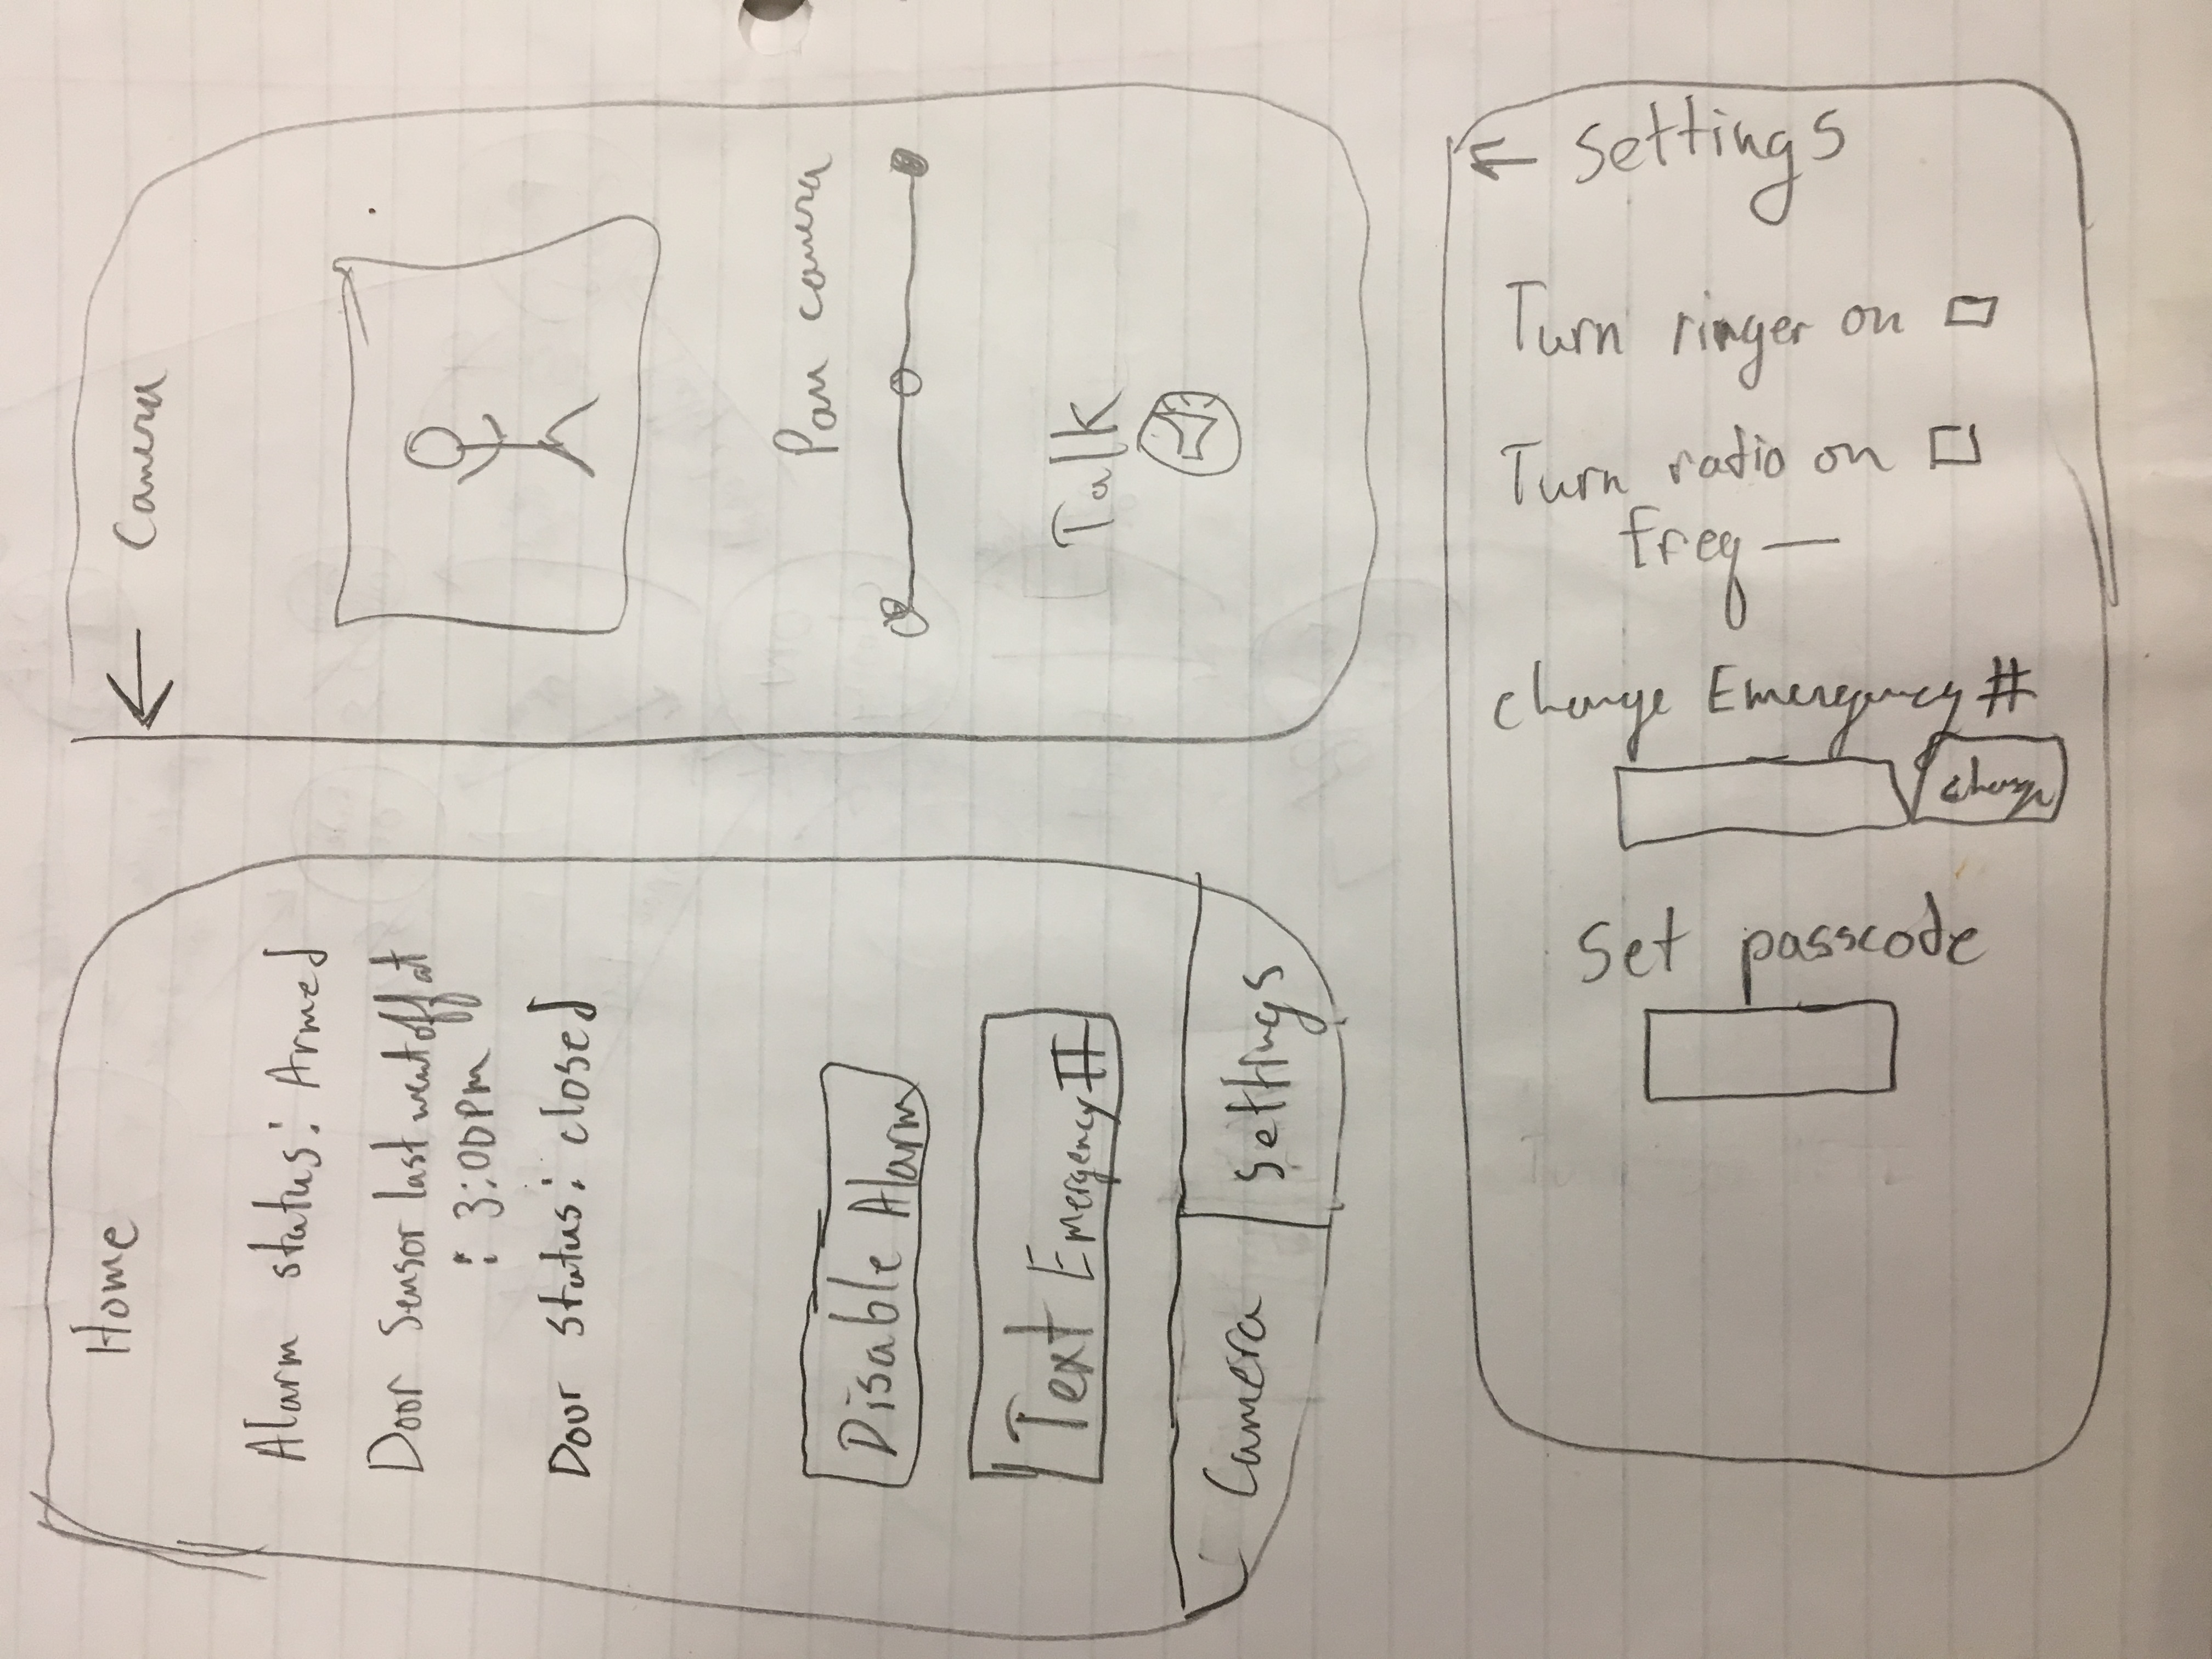 Home
Alarm status: Armed
Door Sensor last went off at
: 3:00pm
Door status: closed
Disable Alarm
Text Emergency #
Camera
Settings
← Camera
Pan camera
Talk
← Settings
Turn ringer on
Turn radio on
freq —
Change Emergency #
change
Set passcode